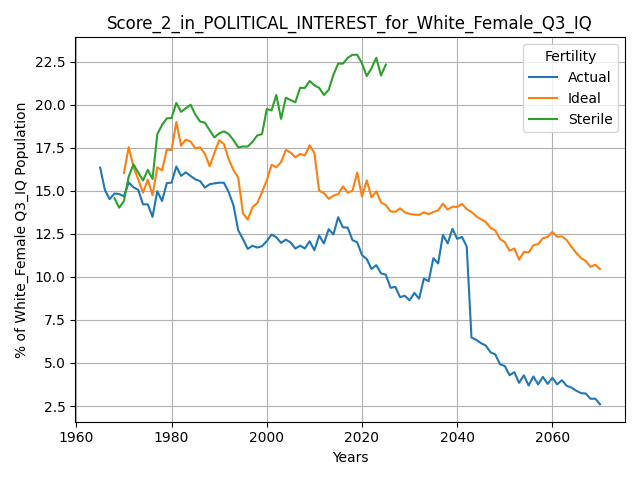 Score_2_in_POLITICAL_INTEREST_for_White_Female_Q3_IQ
% of White_Female Q3_IQ Population
22.5
20.0
17.5
15.0
12.5
10.0
7.5
5.0
2.5
Fertility
Actual
Ideal
Sterile
1960
1980
2000
2020
2040
2060
Years